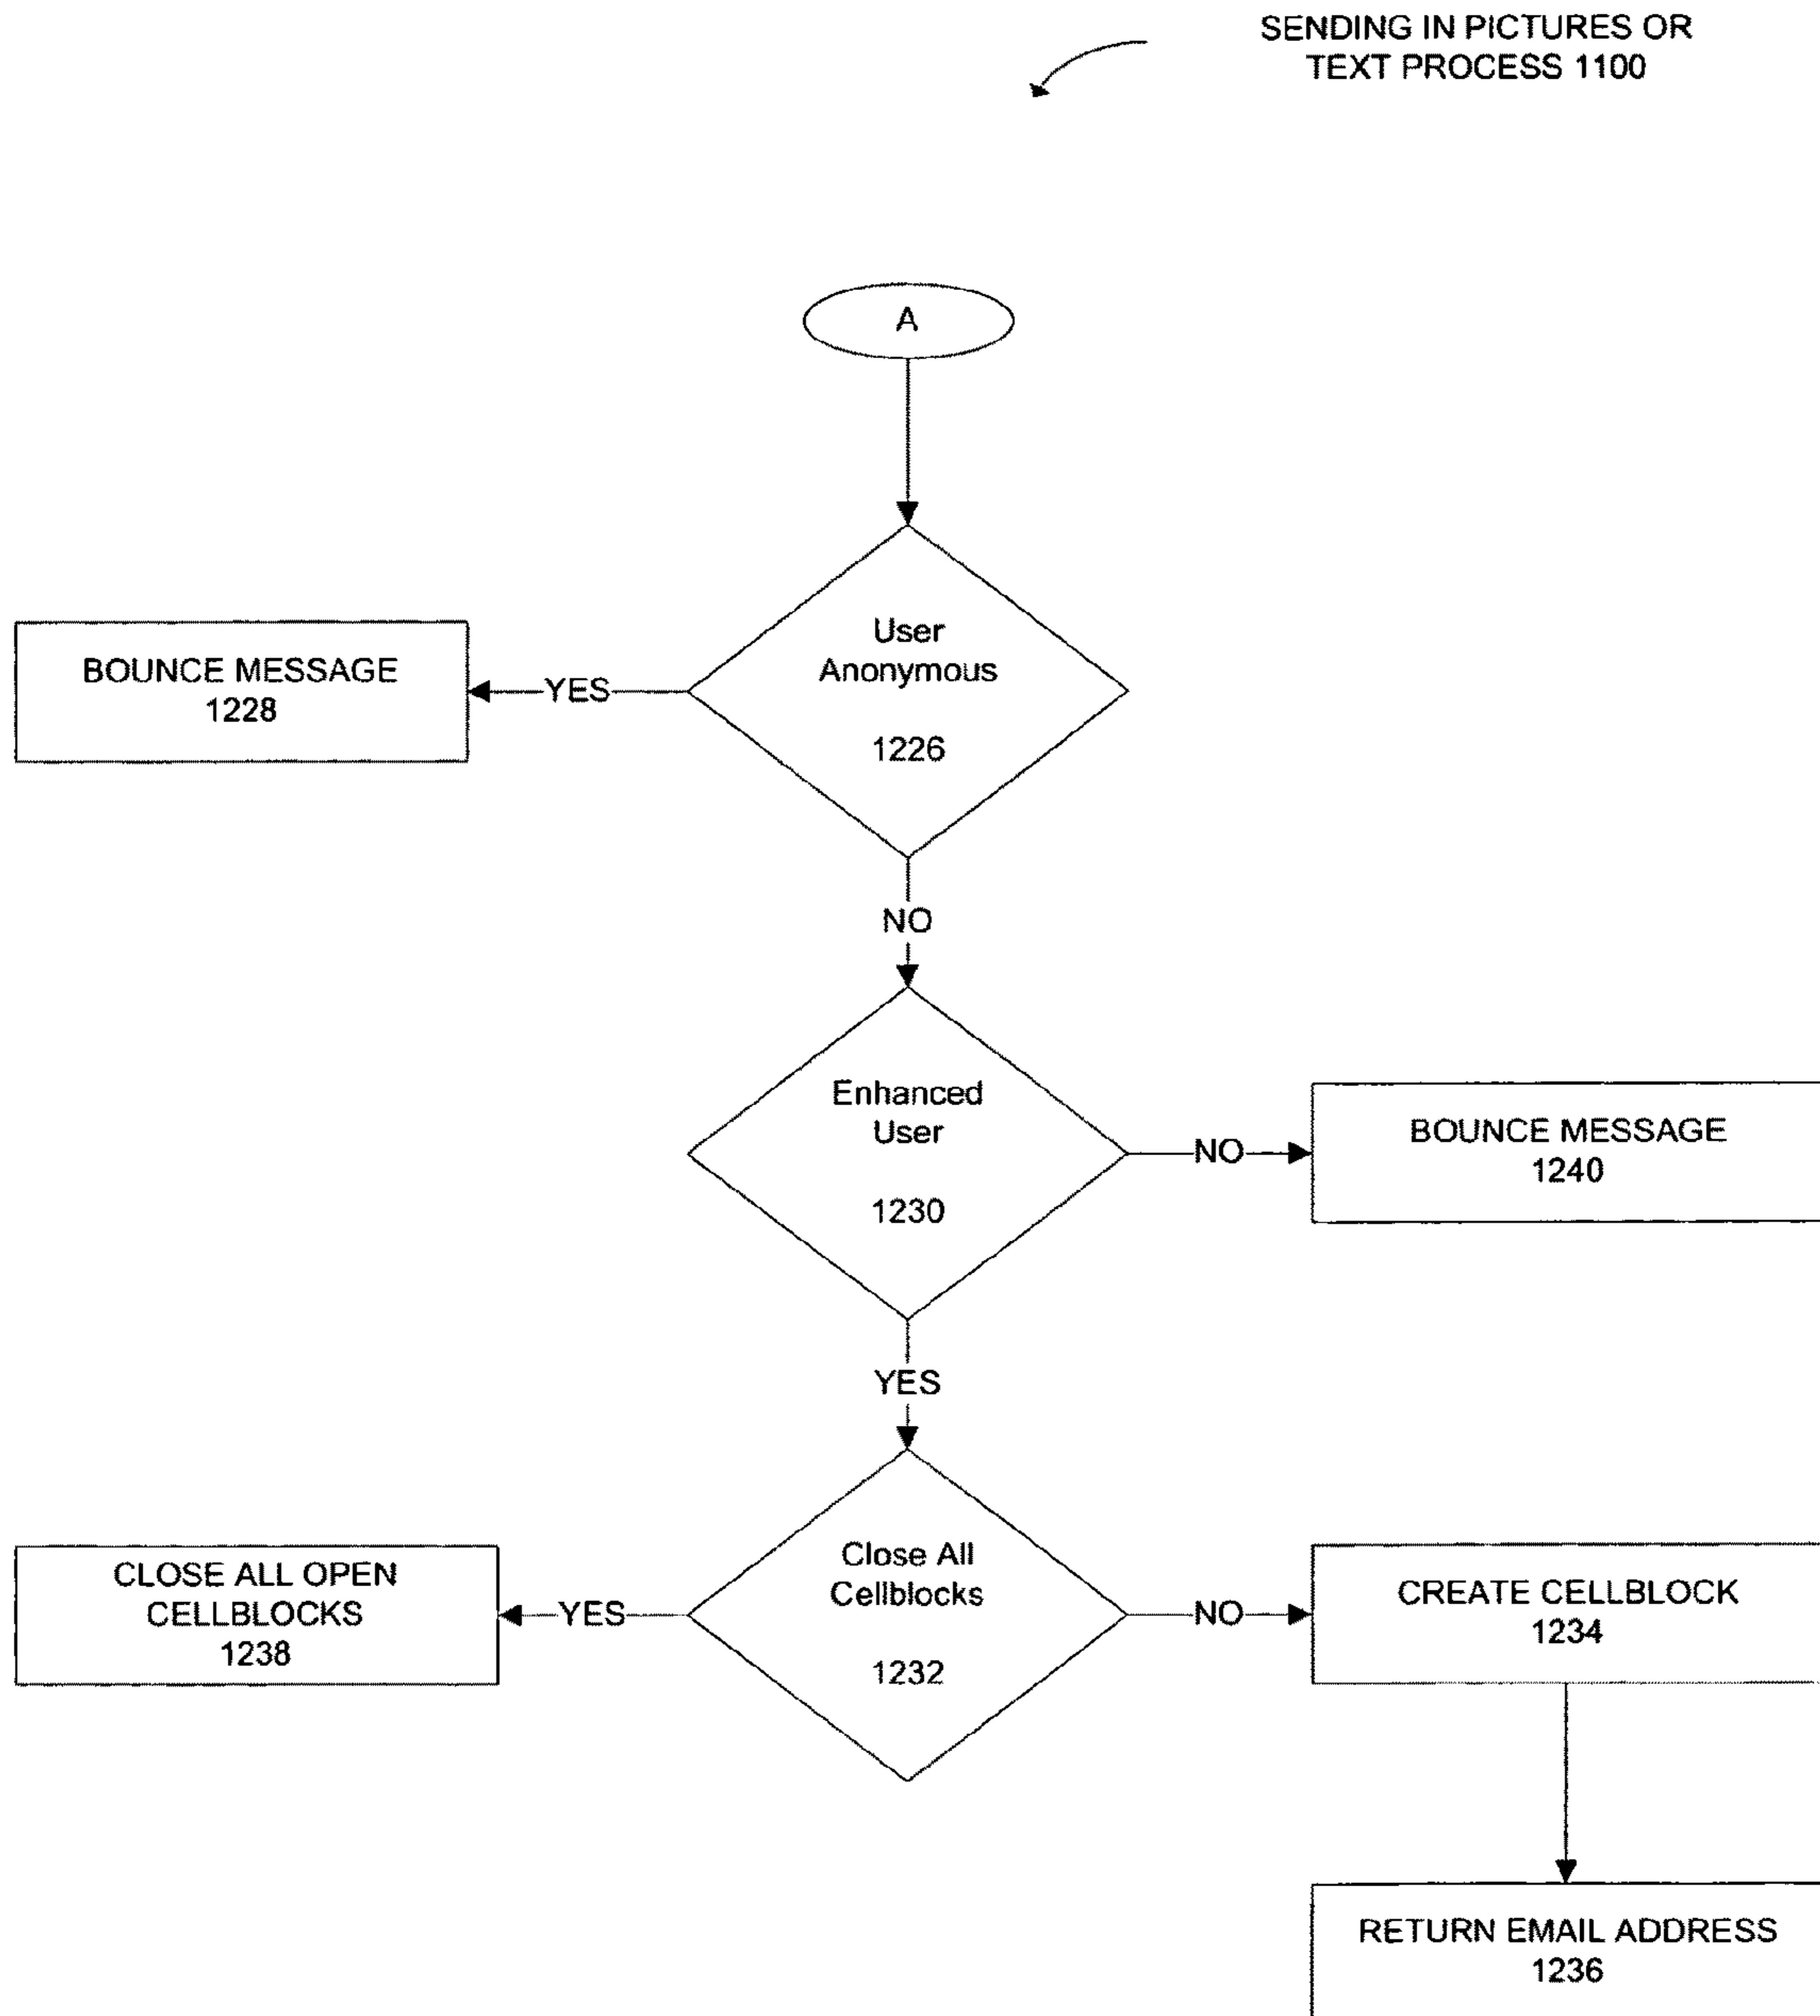 SENDING IN PICTURES OR
TEXT PROCESS 1100
A
User
Anonymous
1226
YES
BOUNCE MESSAGE
1228
NO
Enhanced
User
1230
NO
BOUNCE MESSAGE
1240
YES
Close All
Cellblocks
1232
YES
CLOSE ALL OPEN
CELLBLOCKS
1238
NO
CREATE CELLBLOCK
1234
RETURN EMAIL ADDRESS
1236